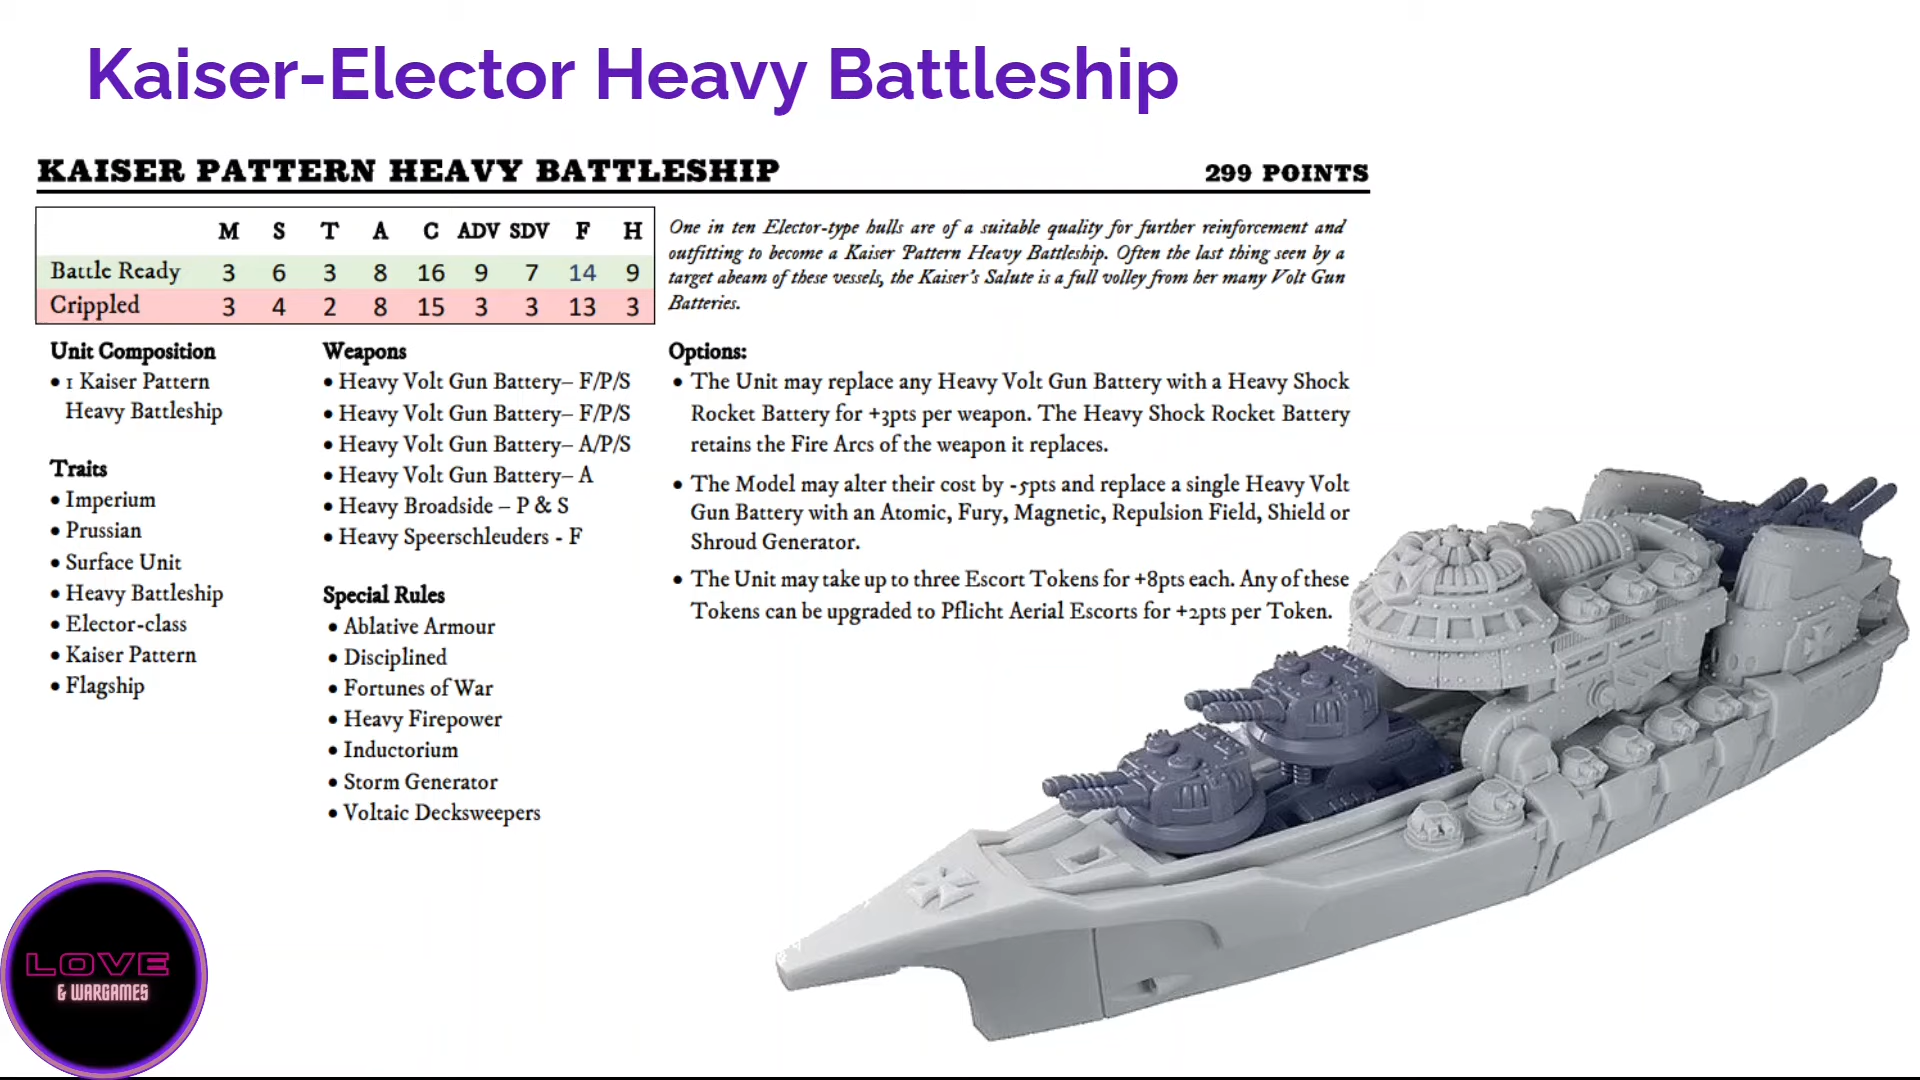 Kaiser-Elector Heavy Battleship
KAISER PATTERN HEAVY BATTLESHIP
299 POINTS
M S T A C ADV SDV F H
Battle Ready 3 6 3 8 16 9 7 14 9
Crippled 3 4 2 8 15 3 3 13 3
One in ten Elector-type hulls are of a suitable quality for further reinforcement and
outfitting to become a Kaiser Pattern Heavy Battleship. Often the last thing seen by a
target abeam of these vessels, the Kaiser's Salute is a full volley from her many Volt Gun
Batteries.
Unit Composition
• 1 Kaiser Pattern
Heavy Battleship
Traits
• Imperium
• Prussian
• Surface Unit
• Heavy Battleship
• Elector-class
• Kaiser Pattern
• Flagship
Weapons
• Heavy Volt Gun Battery– F/P/S
• Heavy Volt Gun Battery– F/P/S
• Heavy Volt Gun Battery– A/P/S
• Heavy Volt Gun Battery– A
• Heavy Broadside – P & S
• Heavy Speerschleuders - F
Special Rules
• Ablative Armour
• Disciplined
• Fortunes of War
• Heavy Firepower
• Inductorium
• Storm Generator
• Voltaic Decksweepers
Options:
• The Unit may replace any Heavy Volt Gun Battery with a Heavy Shock
Rocket Battery for +3pts per weapon. The Heavy Shock Rocket Battery
retains the Fire Arcs of the weapon it replaces.
• The Model may alter their cost by -5pts and replace a single Heavy Volt
Gun Battery with an Atomic, Fury, Magnetic, Repulsion Field, Shield or
Shroud Generator.
• The Unit may take up to three Escort Tokens for +8pts each. Any of these
Tokens can be upgraded to Pflicht Aerial Escorts for +2pts per Token.
LOVE
& WARGAMES